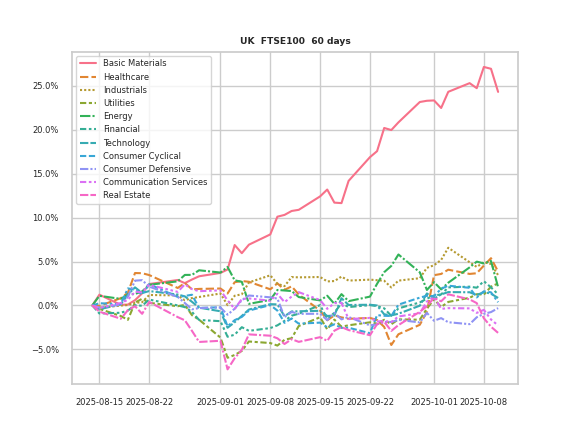 UK FTSE100 60 days
Basic Materials
Healthcare
Industrials
Utilities
Energy
Financial
Technology
Consumer Cyclical
Consumer Defensive
Communication Services
Real Estate
25.0%
20.0%
15.0%
10.0%
5.0%
0.0%
−5.0%
2025-08-15 2025-08-22 2025-09-01 2025-09-08 2025-09-15 2025-09-22 2025-10-01 2025-10-08